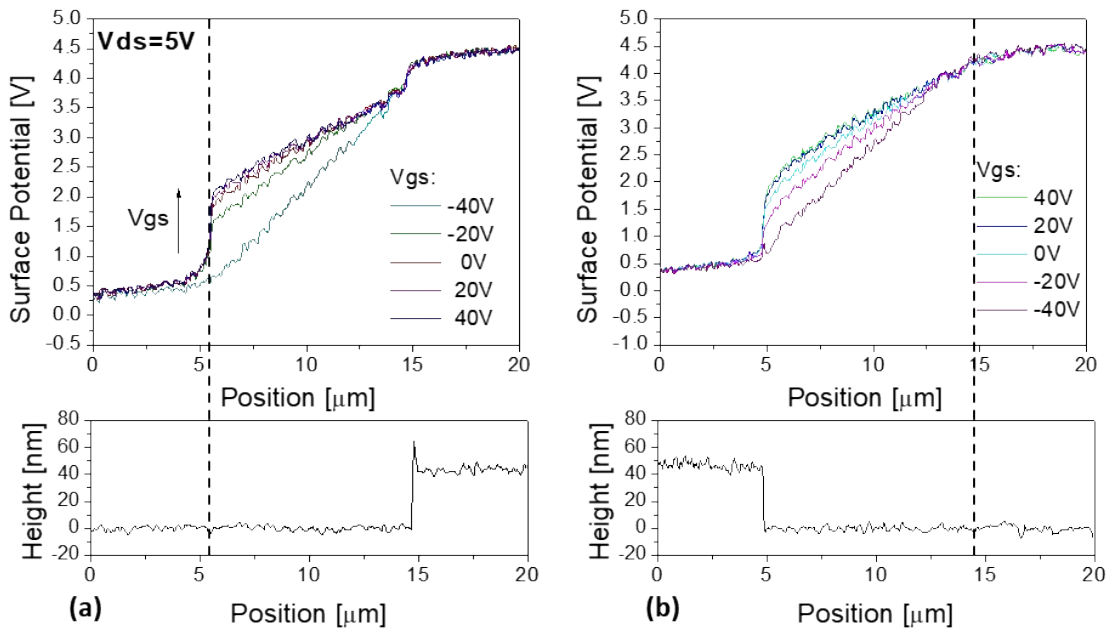 Vds=5V
5.0
4.5
4.0
3.5
3.0
2.5
2.0
1.5
1.0
0.5
0.0
-0.5
Surface Potential [V]
Vgs
Vgs:
-40V
-20V
0V
20V
40V
0 5 10 15 20
Position [μm]
80
60
40
20
0
-20
Height [nm]
0 5 10 15 20
(a) Position [μm]
5.0
4.5
4.0
3.5
3.0
2.5
2.0
1.5
1.0
0.5
0.0
-0.5
-1.0
Surface Potential [V]
Vgs:
40V
20V
0V
-20V
-40V
0 5 10 15 20
Position [μm]
80
60
40
20
0
-20
Height [nm]
0 5 10 15 20
(b) Position [μm]